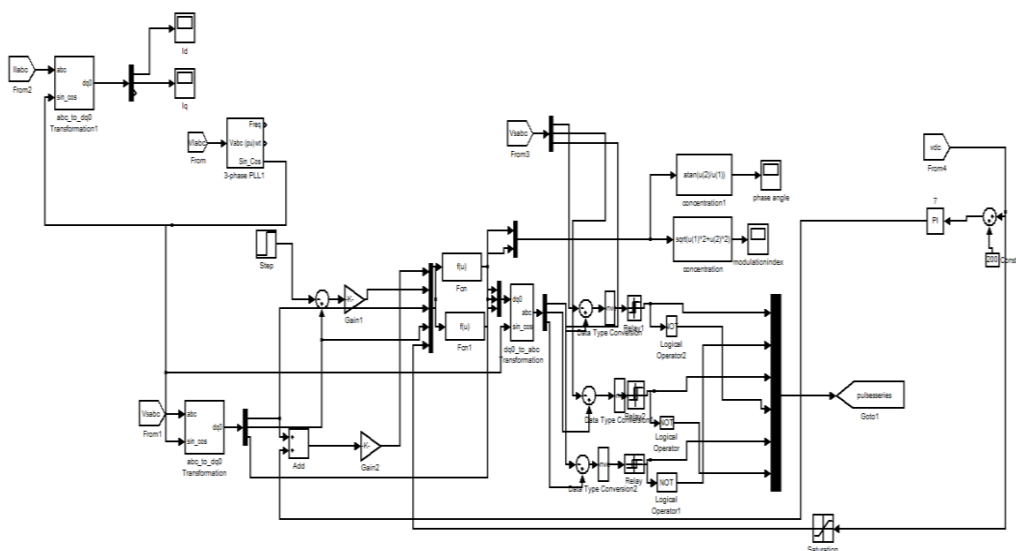 Id
Iabc
From2
abc
sin_cos
dq0
abc_to_dq0
Transformation1
Iq
Freq
Vabc (pu)
wt
Sin_Cos
From
3-phase PLL1
Vsabc
From3
vdc
From4
atan(u(2)/u(1))
concentration1
phase angle
7
PI
200
Const
sqrt(u(1)^2+u(2)^2)
concentration
modulationindex
Step
-K-
Gain1
f(u)
Fcn
f(u)
Fcn1
dq0
abc
sin_cos
dq0_to_abc
Transformation
Data Type Conversion
Relay1
NOT
Logical
Operator2
Relay2
Data Type Conversion1
NOT
Logical
Operator
pulsesseries
Goto1
Vsabc
From1
abc
sin_cos
dq0
abc_to_dq0
Transformation
Add
-K-
Gain2
Data Type Conversion2
Relay
NOT
Logical
Operator1
Saturation